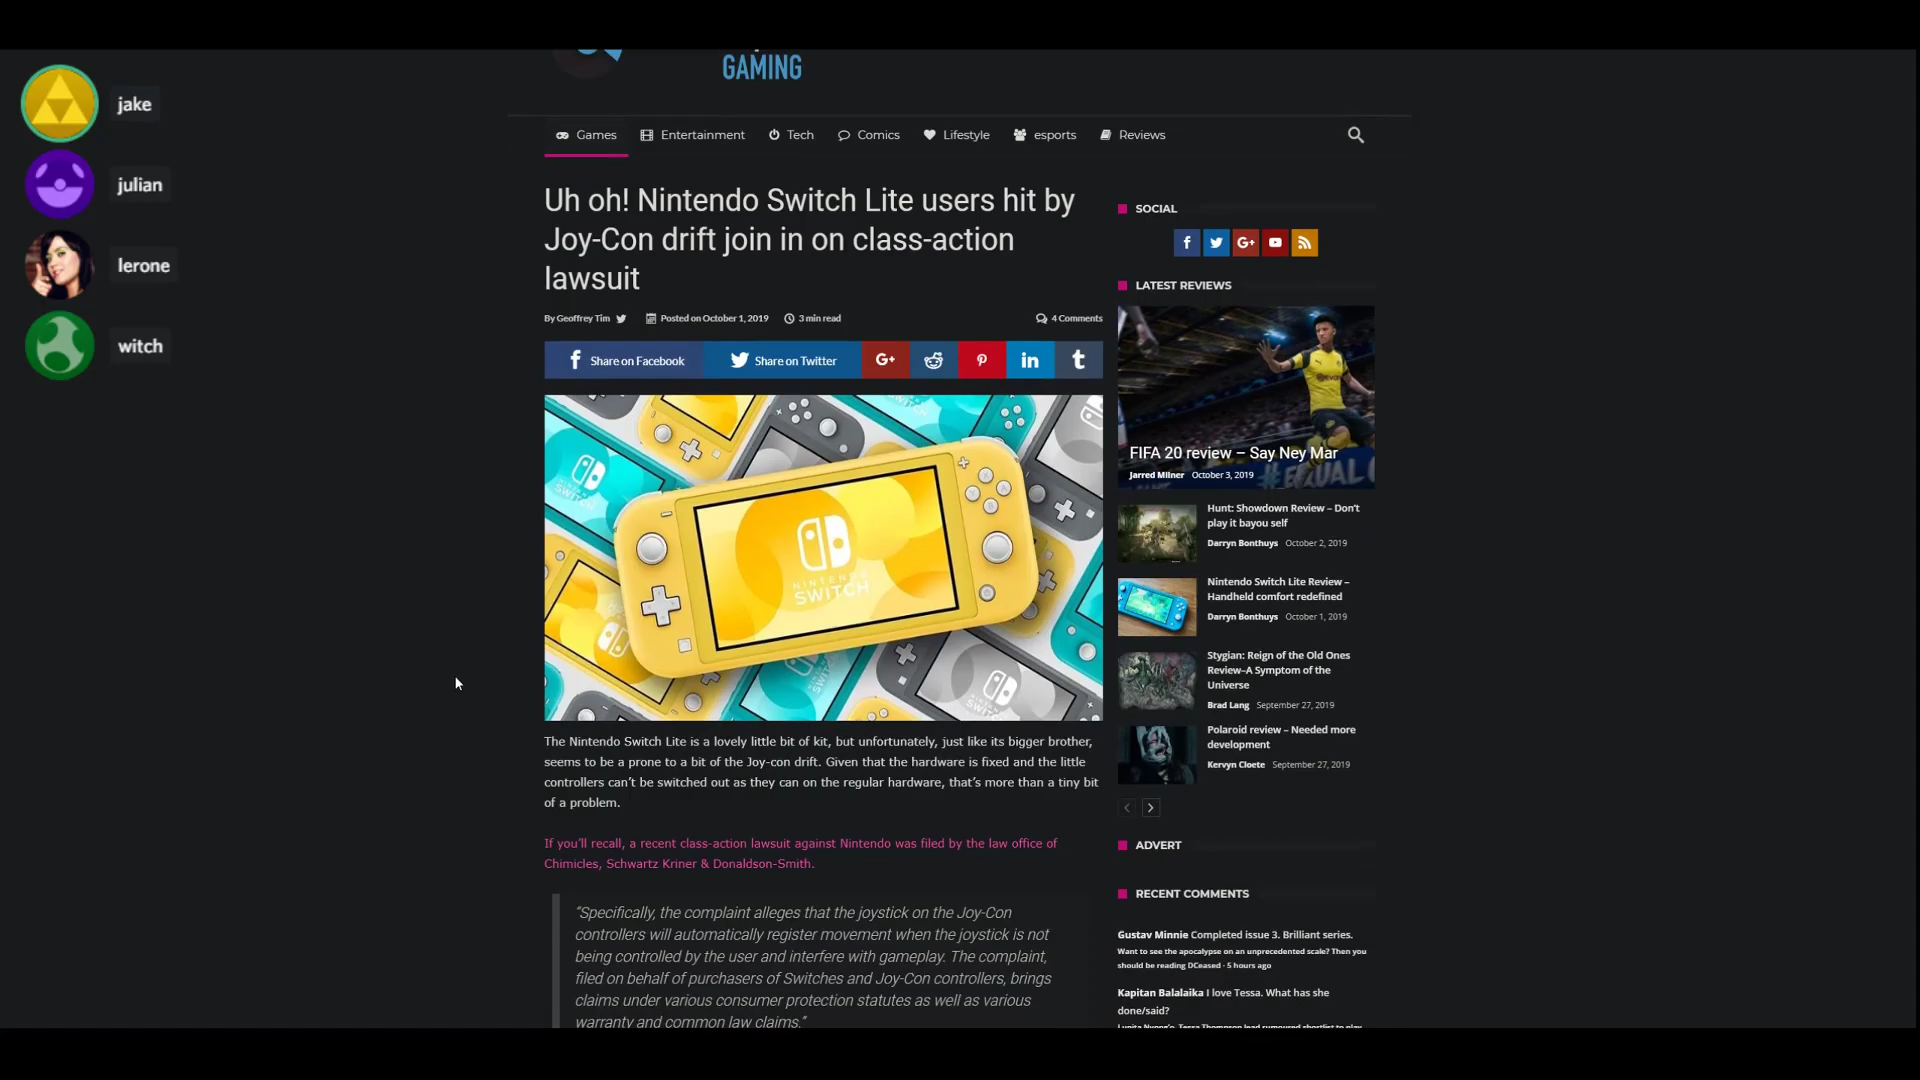 GAMING
jake
julian
lerone
witch
Games
Entertainment
Tech
Comics
Lifestyle
esports
Reviews
Uh oh! Nintendo Switch Lite users hit by
Joy-Con drift join in on class-action
lawsuit
By Geoffrey Tim
Posted on October 1, 2019
3 min read
4 Comments
Share on Facebook
Share on Twitter
NINTENDO
SWITCH
The Nintendo Switch Lite is a lovely little bit of kit, but unfortunately, just like its bigger brother,
seems to be a prone to a bit of the Joy-con drift. Given that the hardware is fixed and the little
controllers can't be switched out as they can on the regular hardware, that's more than a tiny bit
of a problem.
If you'll recall, a recent class-action lawsuit against Nintendo was filed by the law office of
Chimicles, Schwartz Kriner & Donaldson-Smith.
"Specifically, the complaint alleges that the joystick on the Joy-Con
controllers will automatically register movement when the joystick is not
being controlled by the user and interfere with gameplay. The complaint,
filed on behalf of purchasers of Switches and Joy-Con controllers, brings
claims under various consumer protection statutes as well as various
warranty and common law claims."
SOCIAL
LATEST REVIEWS
FIFA 20 review – Say Ney Mar
Jarred Milner October 3, 2019
Hunt: Showdown Review – Don't
play it bayou self
Darryn Bonthuys October 2, 2019
Nintendo Switch Lite Review –
Handheld comfort redefined
Darryn Bonthuys October 1, 2019
Stygian: Reign of the Old Ones
Review–A Symptom of the
Universe
Brad Lang September 27, 2019
Polaroid review – Needed more
development
Kervyn Cloete September 27, 2019
ADVERT
RECENT COMMENTS
Gustav Minnie Completed issue 3. Brilliant series.
Want to see the apocalypse on an unprecedented scale? Then you
should be reading DCeased · 5 hours ago
Kapitan Balalaika I love Tessa. What has she
done/said?
Lupita Nyong'o, Tessa Thompson lead rumoured shortlist to play